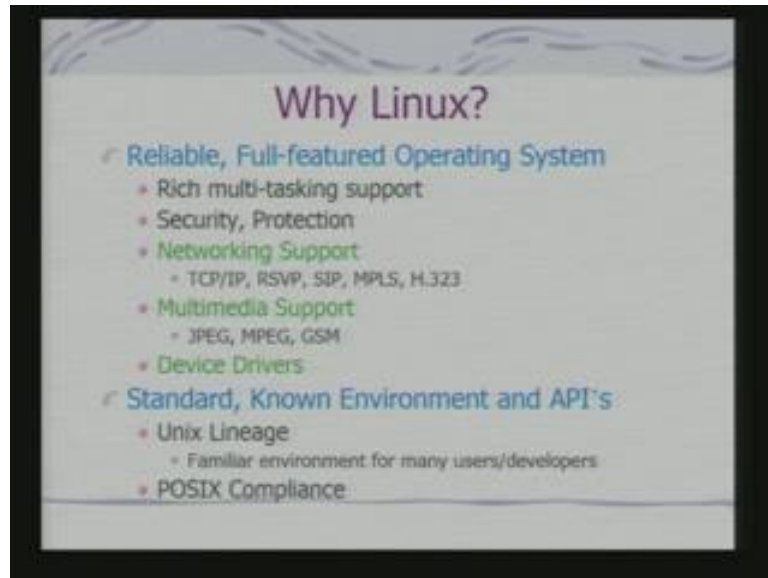 Why Linux?
Reliable, Full-featured Operating System
Rich multi-tasking support
Security, Protection
Networking Support
TCP/IP, RSVP, SIP, MPLS, H.323
Multimedia Support
JPEG, MPEG, GSM
Device Drivers
Standard, Known Environment and API's
Unix Lineage
Familiar environment for many users/developers
POSIX Compliance